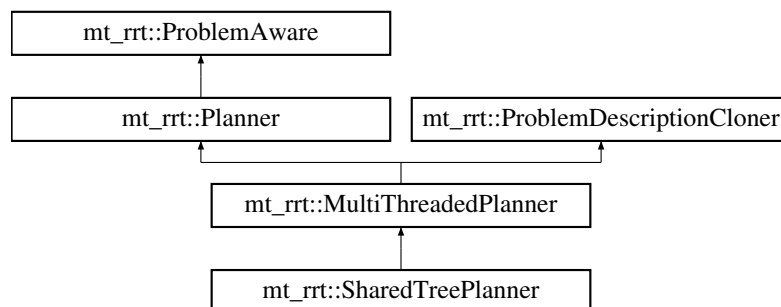 mt_rrt::ProblemAware
mt_rrt::Planner
mt_rrt::ProblemDescriptionCloner
mt_rrt::MultiThreadedPlanner
mt_rrt::SharedTreePlanner